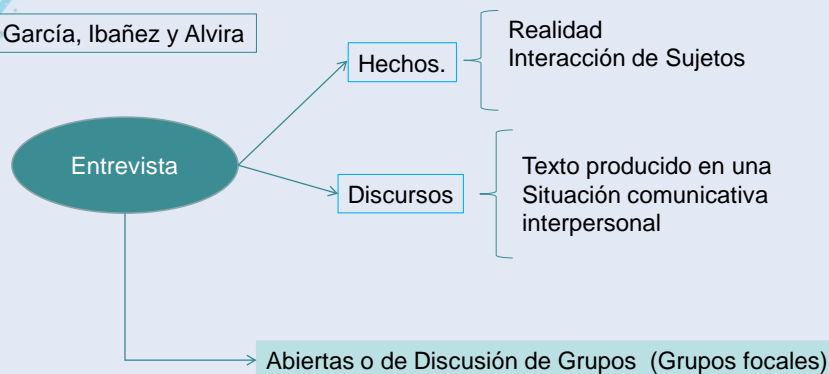 García, Ibañez y Alvira
Hechos.
Realidad
Interacción de Sujetos
Entrevista
Discursos
Texto producido en una
Situación comunicativa
interpersonal
Abiertas o de Discusión de Grupos (Grupos focales)